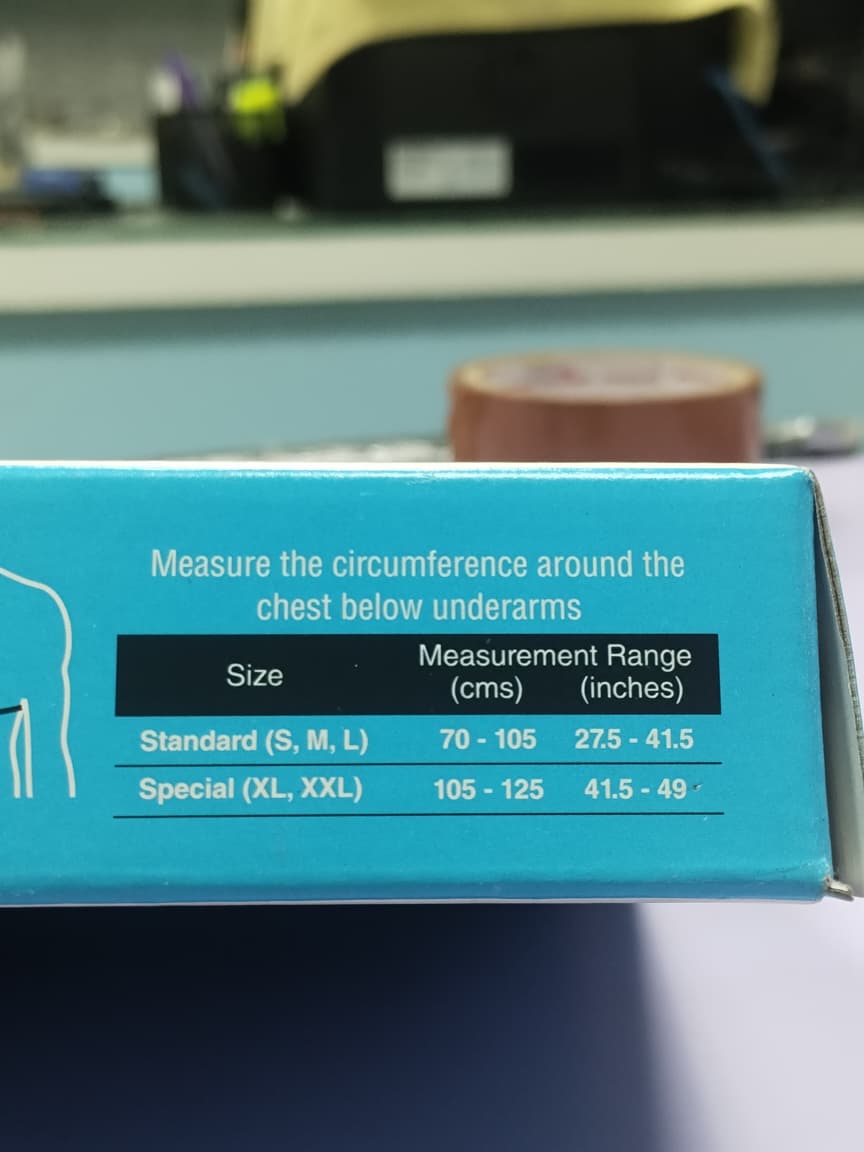 Measure the circumference around the
chest below underarms
Size Measurement Range
(cms) (inches)
Standard (S, M, L) 70 - 105 27.5 - 41.5
Special (XL, XXL) 105 - 125 41.5 - 49